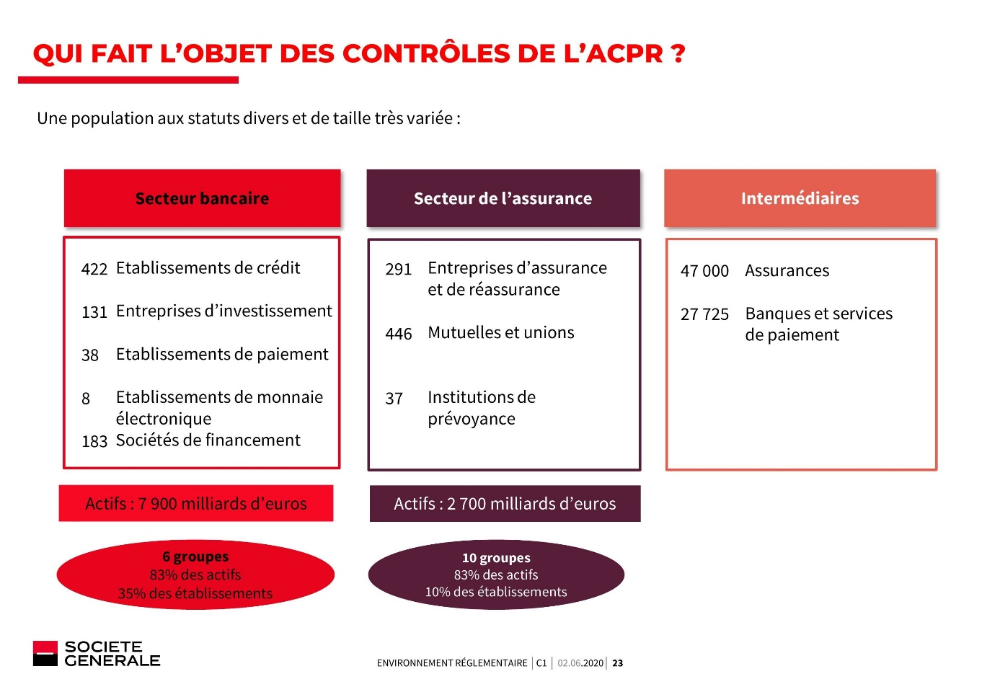 QUI FAIT L’OBJET DES CONTRÔLES DE L’ACPR ?
Une population aux statuts divers et de taille très variée :
Secteur bancaire
422 Etablissements de crédit
131 Entreprises d’investissement
38 Etablissements de paiement
8 Etablissements de monnaie
électronique
183 Sociétés de financement
Actifs : 7 900 milliards d’euros
6 groupes
83% des actifs
35% des établissements
Secteur de l’assurance
291 Entreprises d’assurance
et de réassurance
446 Mutuelles et unions
37 Institutions de
prévoyance
Actifs : 2 700 milliards d’euros
10 groupes
83% des actifs
10% des établissements
Intermédiaires
47 000 Assurances
27 725 Banques et services
de paiement
SOCIETE
GENERALE
ENVIRONNEMENT RÉGLEMENTAIRE | C1 | 02.06.2020 | 23